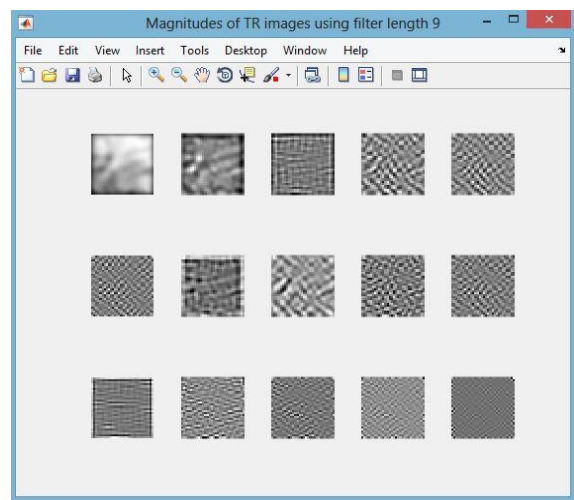 Magnitudes of TR images using filter length 9
File Edit View Insert Tools Desktop Window Help